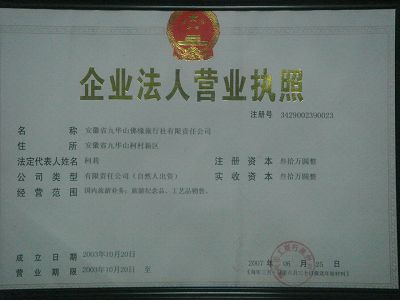 企业法人营业执照
注册号 3429002390023
名称 安徽省九华山佛缘旅行社有限责任公司
住所 安徽省九华山柯村新区
法定代表人姓名 柯莉 注册资本 叁拾万圆整
公司类型 有限责任公司（自然人出资） 实收资本 叁拾万圆整
经营范围 国内旅游业务；旅游纪念品、工艺品销售。
成立日期 2003年10月20日
营业期限 2003年10月20日 至
2007 年 06 月 25 日